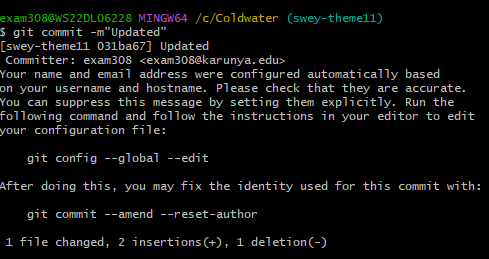 exam308@WS22DL06228 MINGW64 /c/Coldwater (swey-theme11)
$ git commit -m"Updated"
[swey-theme11 031ba67] Updated
 Committer: exam308 <exam308@karunya.edu>
Your name and email address were configured automatically based
on your username and hostname. Please check that they are accurate.
You can suppress this message by setting them explicitly. Run the
following command and follow the instructions in your editor to edit
your configuration file:

    git config --global --edit

After doing this, you may fix the identity used for this commit with:

    git commit --amend --reset-author

 1 file changed, 2 insertions(+), 1 deletion(-)